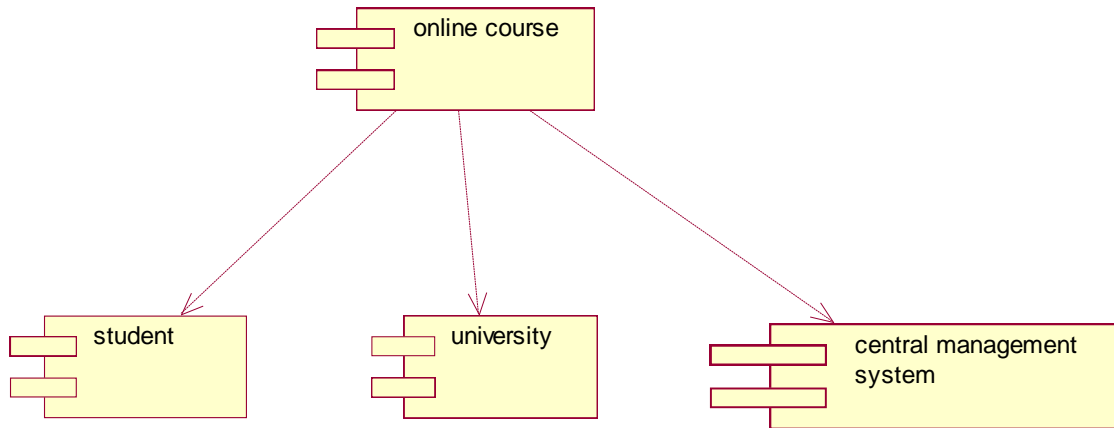 online course
student
university
central management
system